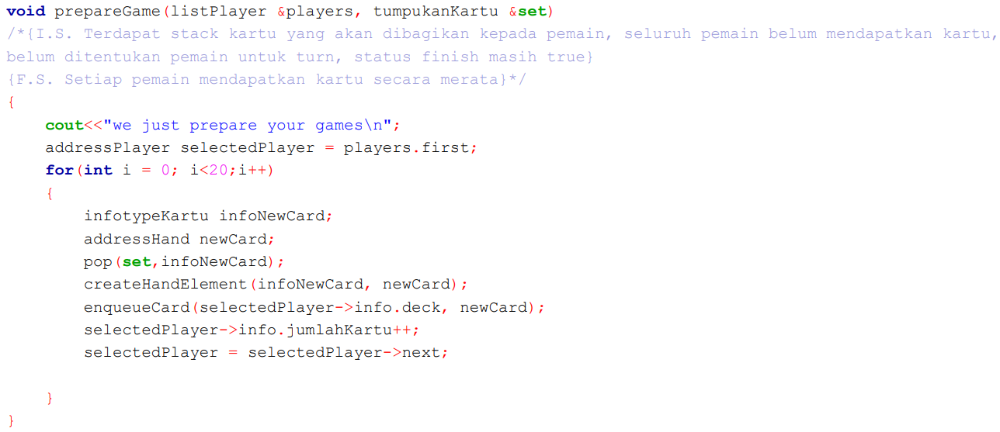 void prepareGame(listPlayer &players, tumpukanKartu &set)
/*{I.S. Terdapat stack kartu yang akan dibagikan kepada pemain, seluruh pemain belum mendapatkan kartu,
belum ditentukan pemain untuk turn, status finish masih true}
{F.S. Setiap pemain mendapatkan kartu secara merata}*/
{
    cout<<"we just prepare your games\n";
    addressPlayer selectedPlayer = players.first;
    for(int i = 0; i<20;i++)
    {
        infotypeKartu infoNewCard;
        addressHand newCard;
        pop(set,infoNewCard);
        createHandElement(infoNewCard, newCard);
        enqueueCard(selectedPlayer->info.deck, newCard);
        selectedPlayer->info.jumlahKartu++;
        selectedPlayer = selectedPlayer->next;
    }
}